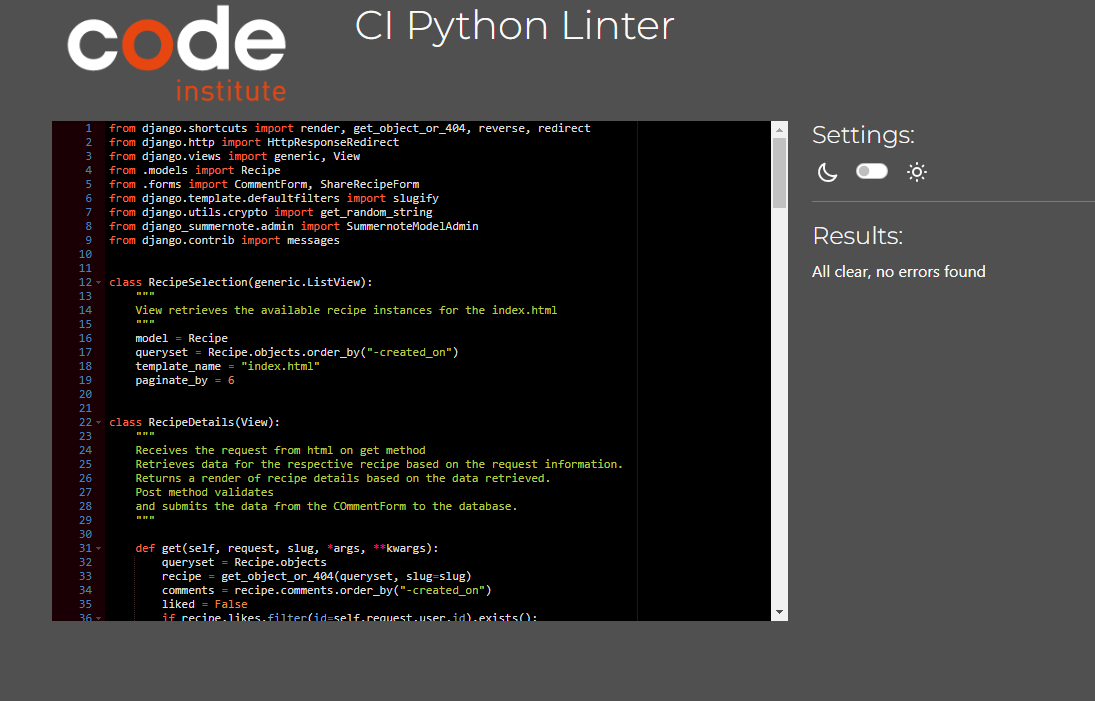 code
institute
CI Python Linter
1 from django.shortcuts import render, get_object_or_404, reverse, redirect
2 from django.http import HttpResponseRedirect
3 from django.views import generic, View
4 from .models import Recipe
5 from .forms import CommentForm, ShareRecipeForm
6 from django.template.defaultfilters import slugify
7 from django.utils.crypto import get_random_string
8 from django_summernote.admin import SummernoteModelAdmin
9 from django.contrib import messages
10
11
12 class RecipeSelection(generic.ListView):
13     """
14     View retrieves the available recipe instances for the index.html
15     """
16     model = Recipe
17     queryset = Recipe.objects.order_by("-created_on")
18     template_name = "index.html"
19     paginate_by = 6
20
21
22 class RecipeDetails(View):
23     """
24     Receives the request from html on get method
25     Retrieves data for the respective recipe based on the request information.
26     Returns a render of recipe details based on the data retrieved.
27     Post method validates
28     and submits the data from the COmmentForm to the database.
29     """
30
31     def get(self, request, slug, *args, **kwargs):
32         queryset = Recipe.objects
33         recipe = get_object_or_404(queryset, slug=slug)
34         comments = recipe.comments.order_by("-created_on")
35         liked = False
36         if recipe.likes.filter(id=self.request.user.id).exists():
Settings:
Results:
All clear, no errors found